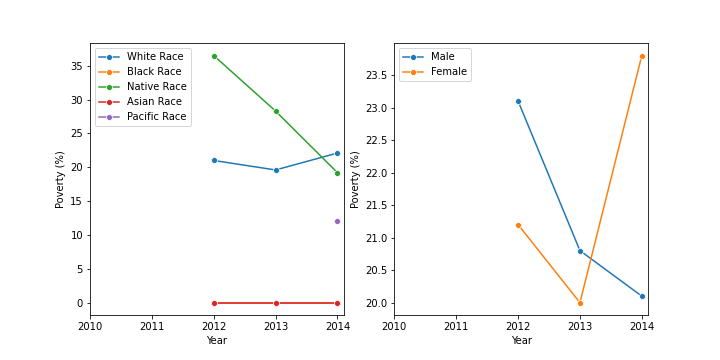 White Race
Black Race
Native Race
Asian Race
Pacific Race
35
30
25
20
15
10
5
0
Poverty (%)
2010 2011 2012 2013 2014
Year
Male
Female
23.5
23.0
22.5
22.0
21.5
21.0
20.5
20.0
Poverty (%)
2010 2011 2012 2013 2014
Year